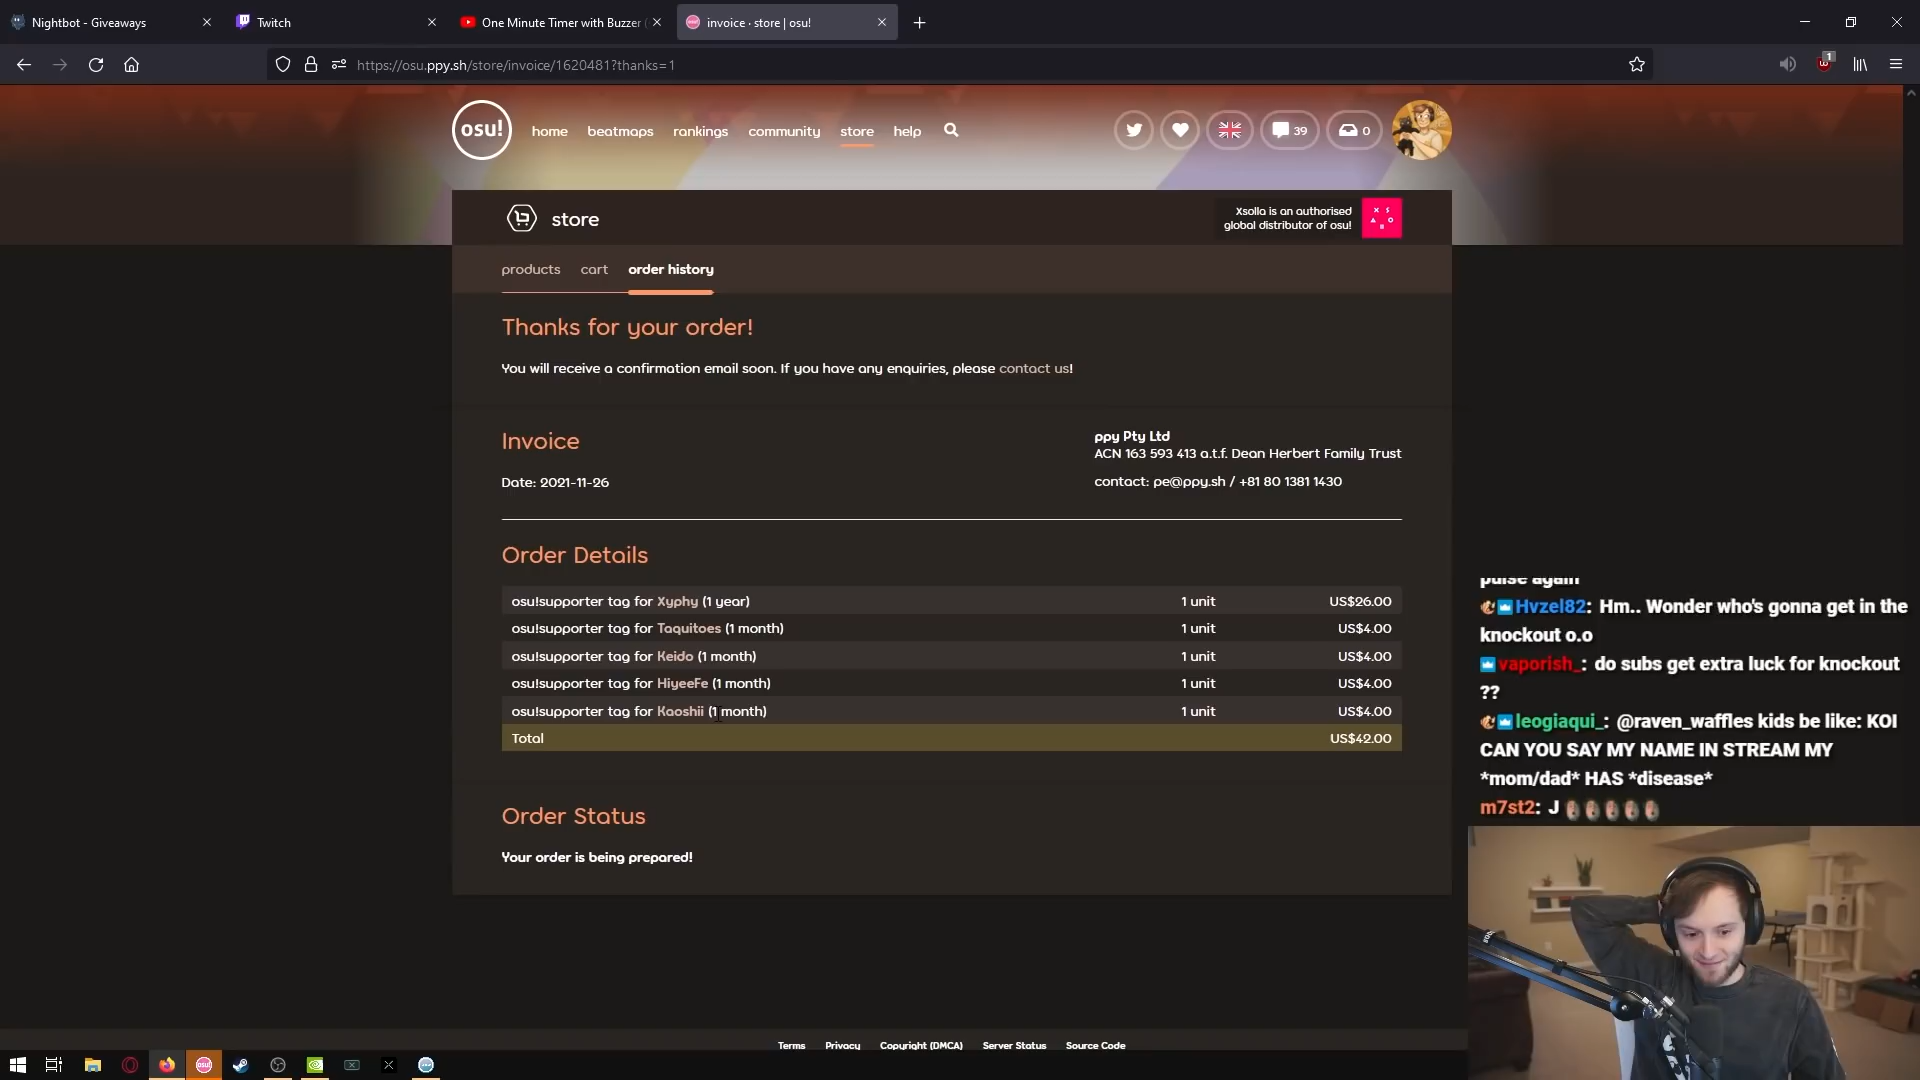 Nightbot - Giveaways
Twitch
One Minute Timer with Buzzer
invoice · store | osu!
https://osu.ppy.sh/store/invoice/1620481?thanks=1
1
osu!
home
beatmaps
rankings
community
store
help
39
0
store
Xsolla is an authorised
global distributor of osu!
products
cart
order history
Thanks for your order!
You will receive a confirmation email soon. If you have any enquiries, please contact us!
Invoice
ppy Pty Ltd
ACN 163 593 413 a.t.f. Dean Herbert Family Trust
Date: 2021-11-26
contact: pe@ppy.sh / +81 80 1381 1430
Order Details
osu!supporter tag for Xyphy (1 year) 1 unit US$26.00
osu!supporter tag for Taquitoes (1 month) 1 unit US$4.00
osu!supporter tag for Keido (1 month) 1 unit US$4.00
osu!supporter tag for HiyeeFe (1 month) 1 unit US$4.00
osu!supporter tag for Kaoshii (1 month) 1 unit US$4.00
Total US$42.00
Order Status
Your order is being prepared!
pulse again
Hvzel82: Hm.. Wonder who's gonna get in the
knockout o.o
vaporish_: do subs get extra luck for knockout
??
leogiaqui_: @raven_waffles kids be like: KOI
CAN YOU SAY MY NAME IN STREAM MY
*mom/dad* HAS *disease*
m7st2: J
Terms
Privacy
Copyright (DMCA)
Server Status
Source Code
osu!